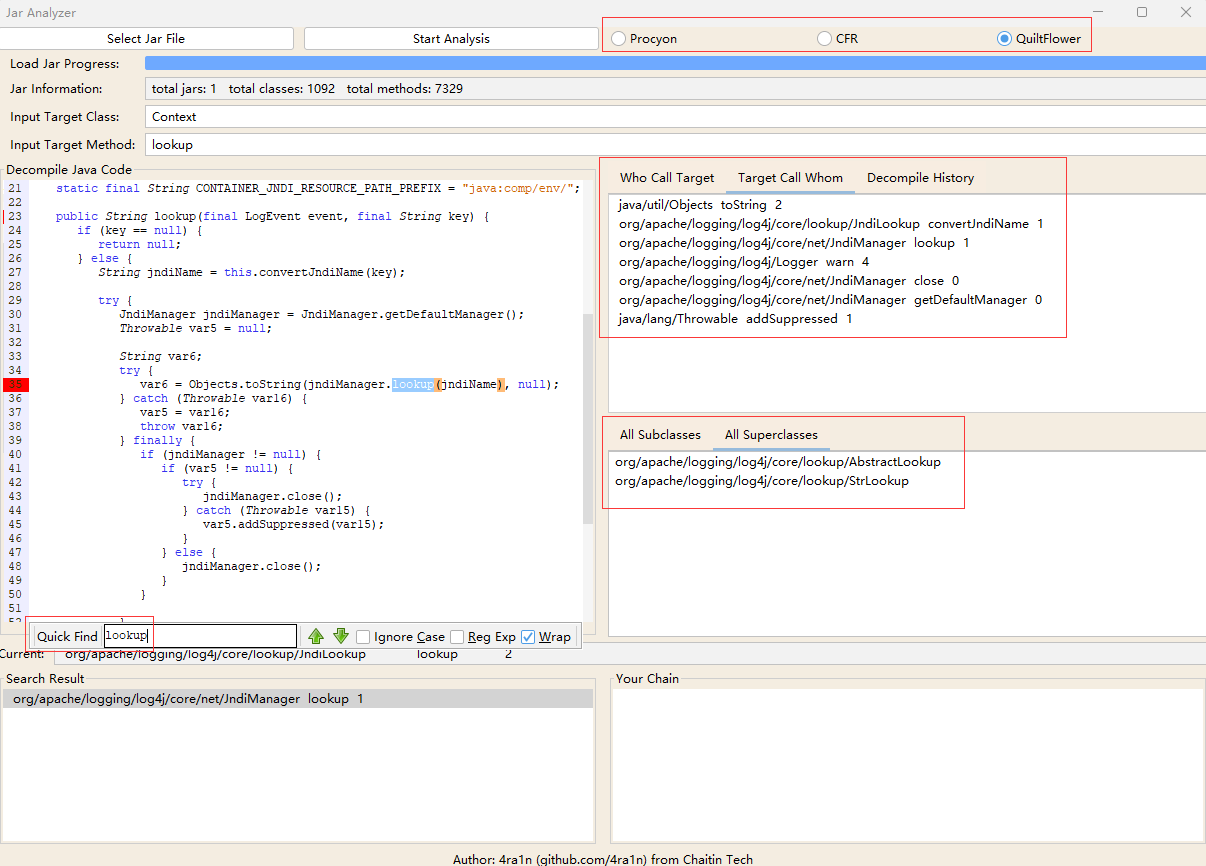 Jar Analyzer
Select Jar File
Start Analysis
Procyon
CFR
QuiltFlower
Load Jar Progress:
Jar Information:
total jars: 1   total classes: 1092   total methods: 7329
Input Target Class:
Context
Input Target Method:
lookup
Decompile Java Code
21    static final String CONTAINER_JNDI_RESOURCE_PATH_PREFIX = "java:comp/env/";
22
23    public String lookup(final LogEvent event, final String key) {
24       if (key == null) {
25          return null;
26       } else {
27          String jndiName = this.convertJndiName(key);
28
29          try {
30             JndiManager jndiManager = JndiManager.getDefaultManager();
31             Throwable var5 = null;
32
33             String var6;
34             try {
35                var6 = Objects.toString(jndiManager.lookup(jndiName), null);
36             } catch (Throwable var16) {
37                var5 = var16;
38                throw var16;
39             } finally {
40                if (jndiManager != null) {
41                   if (var5 != null) {
42                      try {
43                         jndiManager.close();
44                      } catch (Throwable var15) {
45                         var5.addSuppressed(var15);
46                      }
47                   } else {
48                      jndiManager.close();
49                   }
50                }
51
Quick Find
lookup
Ignore Case
Reg Exp
Wrap
Who Call Target
Target Call Whom
Decompile History
java/util/Objects  toString  2
org/apache/logging/log4j/core/lookup/JndiLookup  convertJndiName  1
org/apache/logging/log4j/core/net/JndiManager  lookup  1
org/apache/logging/log4j/Logger  warn  4
org/apache/logging/log4j/core/net/JndiManager  close  0
org/apache/logging/log4j/core/net/JndiManager  getDefaultManager  0
java/lang/Throwable  addSuppressed  1
All Subclasses
All Superclasses
org/apache/logging/log4j/core/lookup/AbstractLookup
org/apache/logging/log4j/core/lookup/StrLookup
Current:
org/apache/logging/log4j/core/lookup/JndiLookup   lookup   2
Search Result
org/apache/logging/log4j/core/net/JndiManager  lookup  1
Your Chain
Author: 4ra1n (github.com/4ra1n) from Chaitin Tech